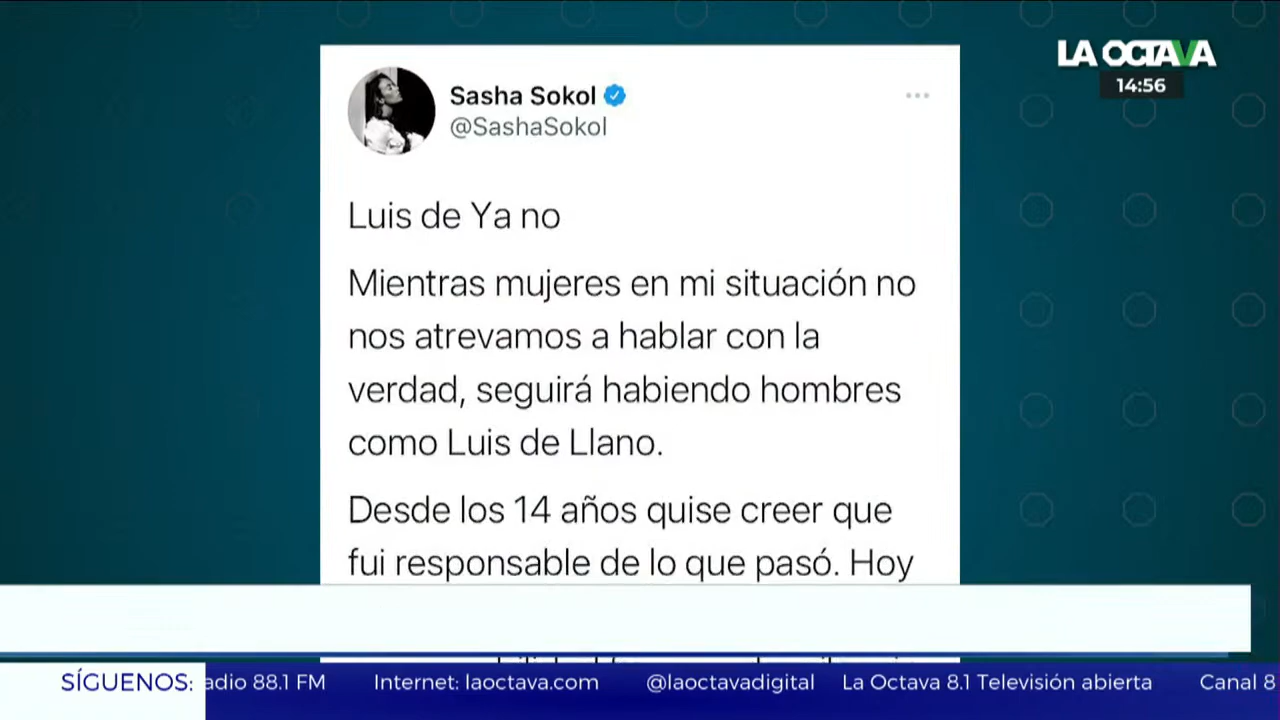 LA OCTAVA
14:56
Sasha Sokol
@SashaSokol
Luis de Ya no
Mientras mujeres en mi situación no
nos atrevamos a hablar con la
verdad, seguirá habiendo hombres
como Luis de Llano.
Desde los 14 años quise creer que
fui responsable de lo que pasó. Hoy
SÍGUENOS: adio 88.1 FM Internet: laoctava.com @laoctavadigital La Octava 8.1 Televisión abierta Canal 8